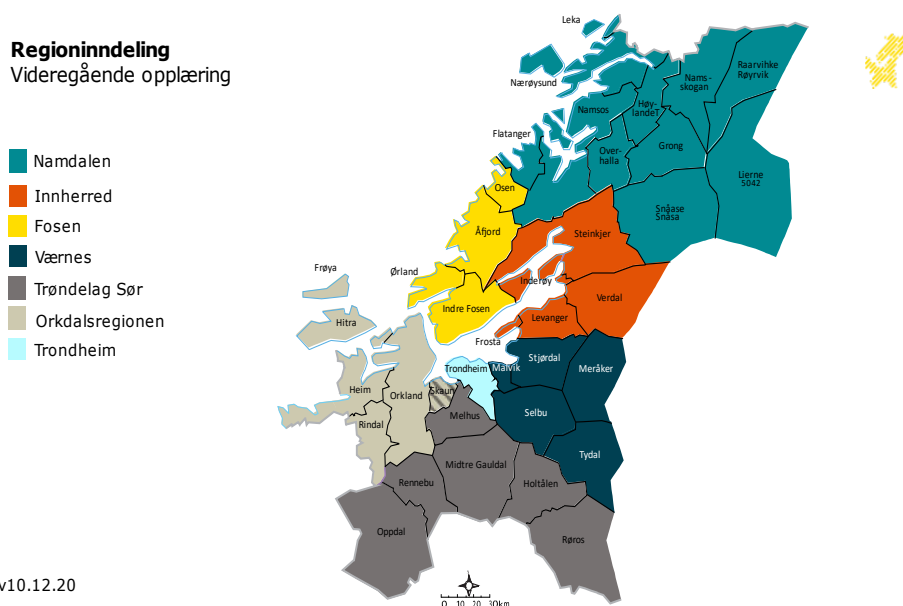 Regioninndeling
Videregående opplæring
Namdalen
Innherred
Fosen
Værnes
Trøndelag Sør
Orkdalsregionen
Trondheim
Leka
Nærøysund
Namsos
Høy-
landeT
Nams-
skogan
Raarvihke
Røyrvik
Flatanger
Over-
halla
Grong
Lierne
5042
Osen
Snåase
Snåsa
Åfjord
Steinkjer
Frøya
Ørland
Inderøy
Verdal
Hitra
Indre Fosen
Levanger
Frosta
Stjørdal
Trondheim
Malvik
Meråker
Heim
Orkland
Skaun
Rindal
Melhus
Selbu
Tydal
Midtre Gauldal
Rennebu
Holtålen
Oppdal
Røros
v10.12.20
0 10 20 30km